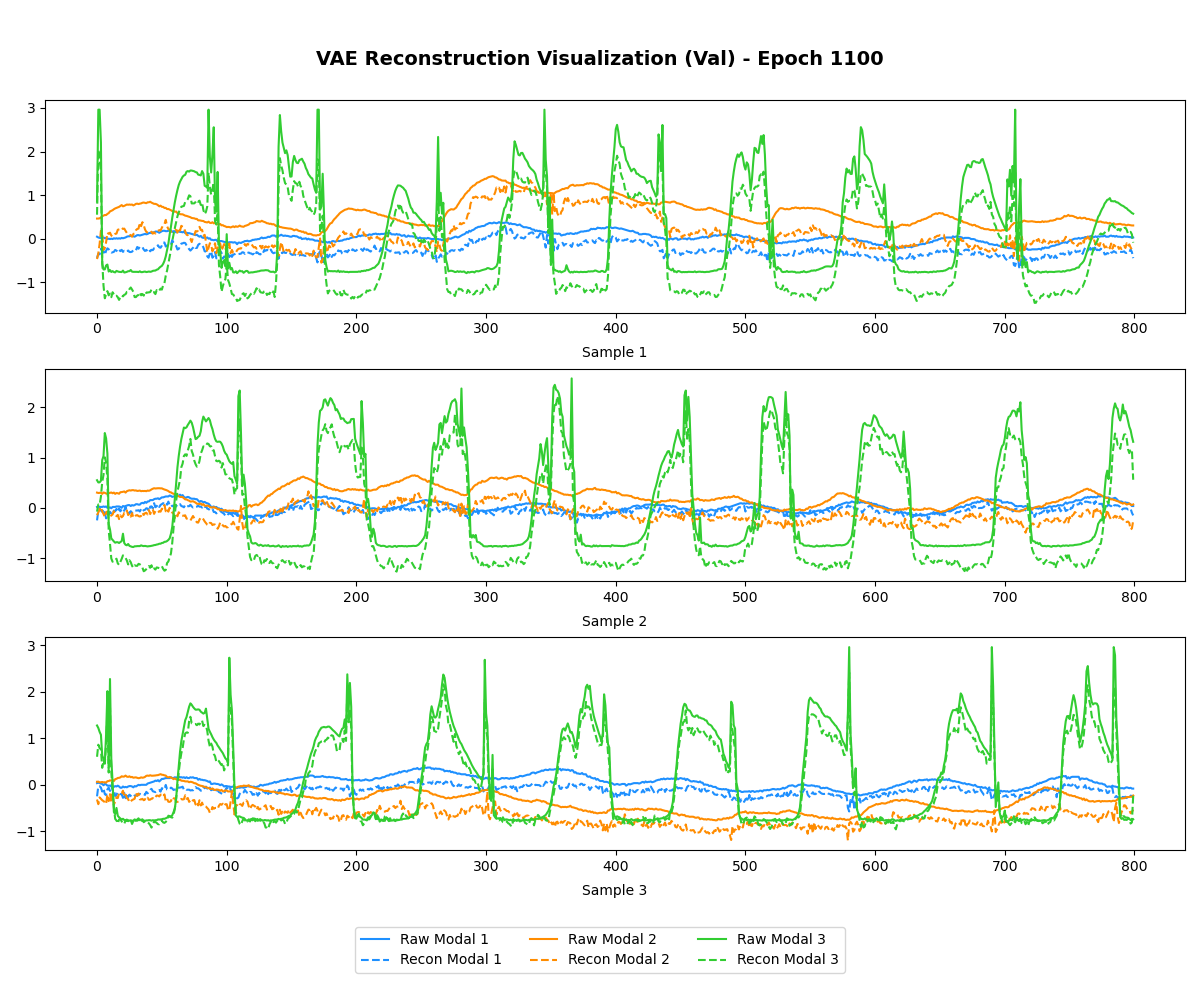 VAE Reconstruction Visualization (Val) - Epoch 1100
3
2
1
0
−1
0 100 200 300 400 500 600 700 800
Sample 1
2
1
0
−1
0 100 200 300 400 500 600 700 800
Sample 2
3
2
1
0
−1
0 100 200 300 400 500 600 700 800
Sample 3
Raw Modal 1 Raw Modal 2 Raw Modal 3
Recon Modal 1 Recon Modal 2 Recon Modal 3